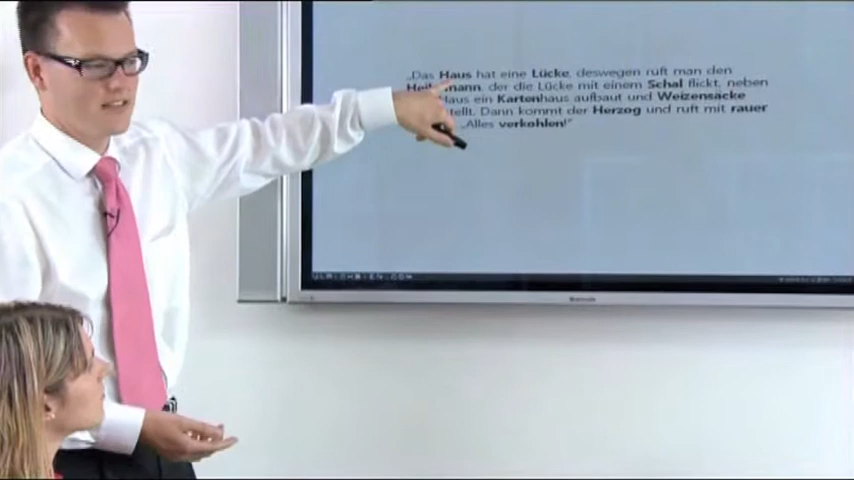 „Das Haus hat eine Lücke, deswegen ruft man den
der die Lücke mit einem Schal flickt, neben
Haus ein Kartenhaus aufbaut und Weizensäcke
Dann kommt der Herzog und ruft mit rauer
„Alles verkohlen!"